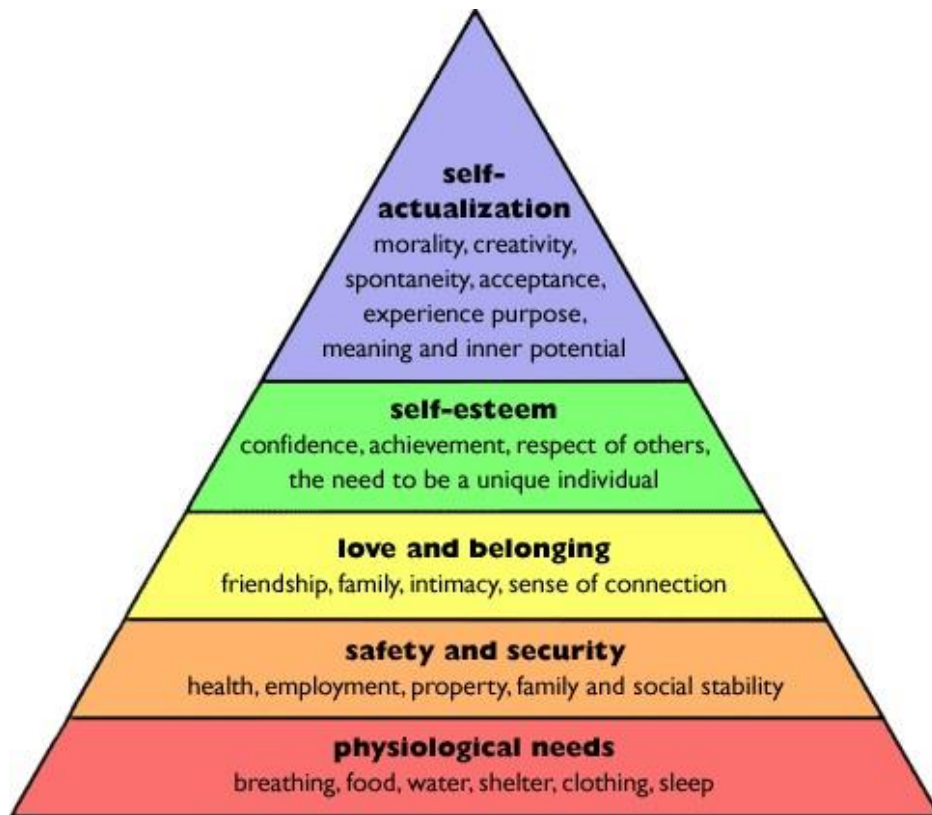 self-
actualization
morality, creativity,
spontaneity, acceptance,
experience purpose,
meaning and inner potential
self-esteem
confidence, achievement, respect of others,
the need to be a unique individual
love and belonging
friendship, family, intimacy, sense of connection
safety and security
health, employment, property, family and social stability
physiological needs
breathing, food, water, shelter, clothing, sleep